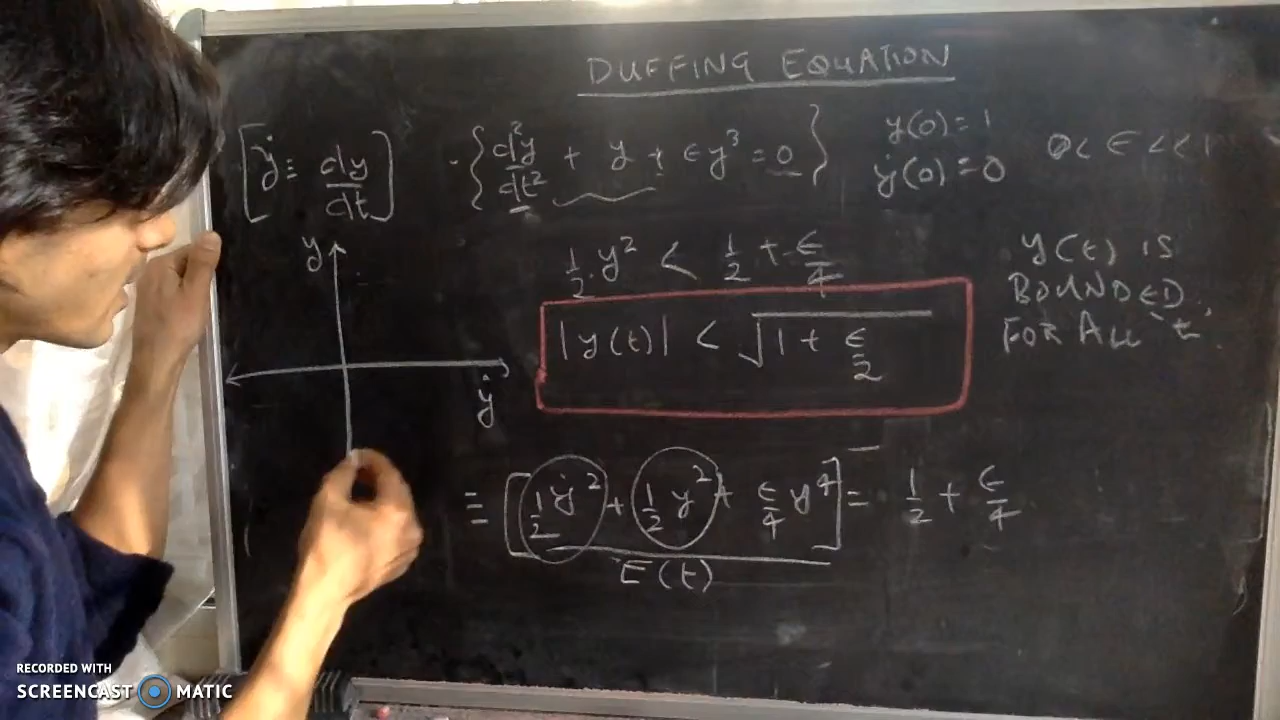 DUFFING EQUATION
[ẏ ≡ dy/dt]
{d²y/dt² + y + εy³ = 0}
y(0) = 1
ẏ(0) = 0
0 < ε << 1
½ y² < ½ + ε/4
|y(t)| < √(1 + ε/2)
y(t) IS
BOUNDED
FOR ALL t
y
ẏ
≡ [½ẏ² + ½y² + ε/4 y⁴] = ½ + ε/4
E(t)
RECORDED WITH
SCREENCAST MATIC